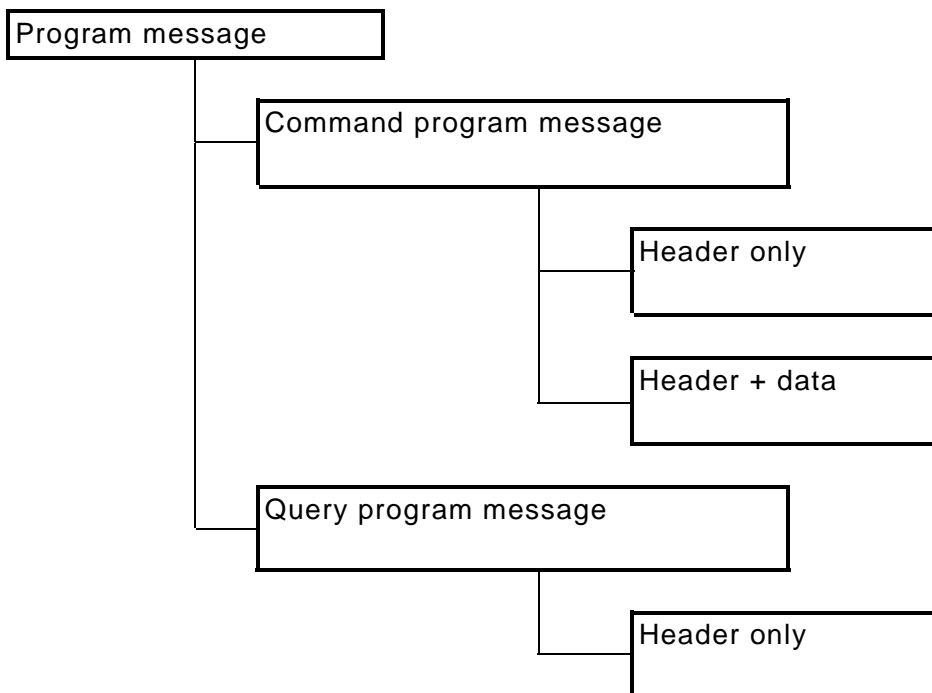 Program message
Command program message
Header only
Header + data
Query program message
Header only